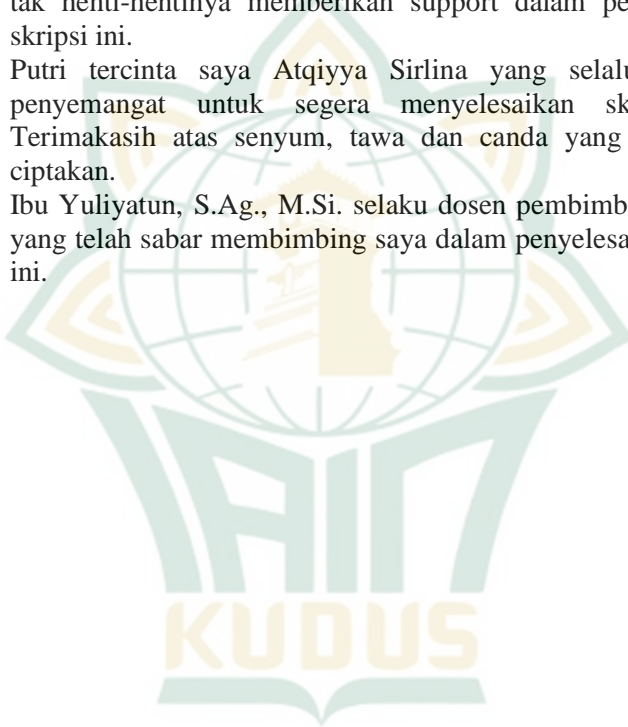 tak henti-hentinya memberikan support dalam pe
skripsi ini.
Putri tercinta saya Atqiyya Sirlina yang selalu
penyemangat untuk segera menyelesaikan sk
Terimakasih atas senyum, tawa dan canda yang
ciptakan.
Ibu Yuliyatun, S.Ag., M.Si. selaku dosen pembimb
yang telah sabar membimbing saya dalam penyelesa
ini.
IAIN
KUDUS